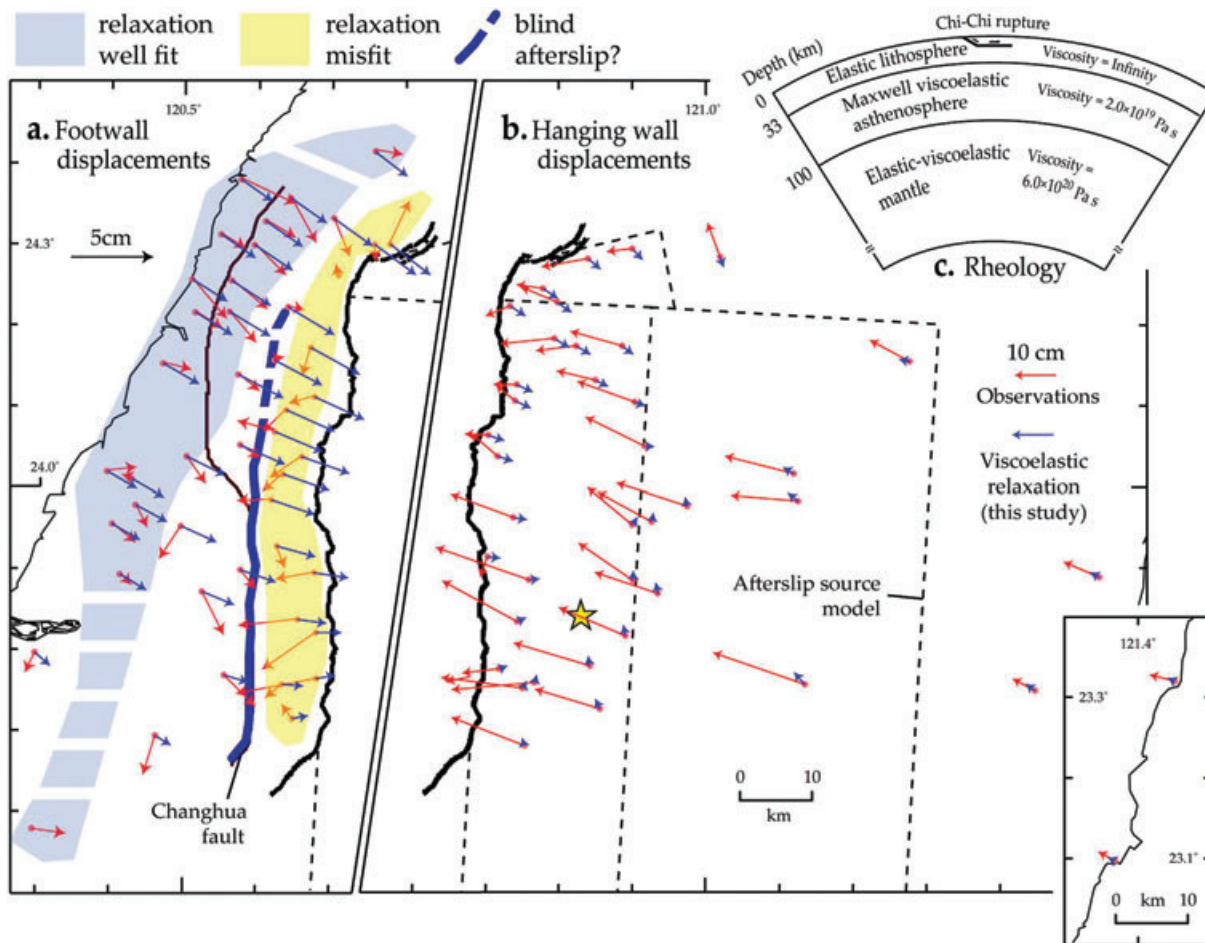 relaxation
well fit
relaxation
misfit
blind
afterslip?
Chi-Chi rupture
Depth (km)
0
33
100
Elastic lithosphere
Viscosity = Infinity
Maxwell viscoelastic
asthenosphere
Viscosity = 2.0×10¹⁹ Pa s
Elastic-viscoelastic
mantle
Viscosity =
6.0×10²⁰ Pa s
≈
≈
c. Rheology
120.5°
a. Footwall
displacements
24.3°
5cm
24.0°
Changhua
fault
121.0°
b. Hanging wall
displacements
10 cm
Observations
Viscoelastic
relaxation
(this study)
Afterslip source
model
0 10
km
121.4°
23.3°
23.1°
0 10
km